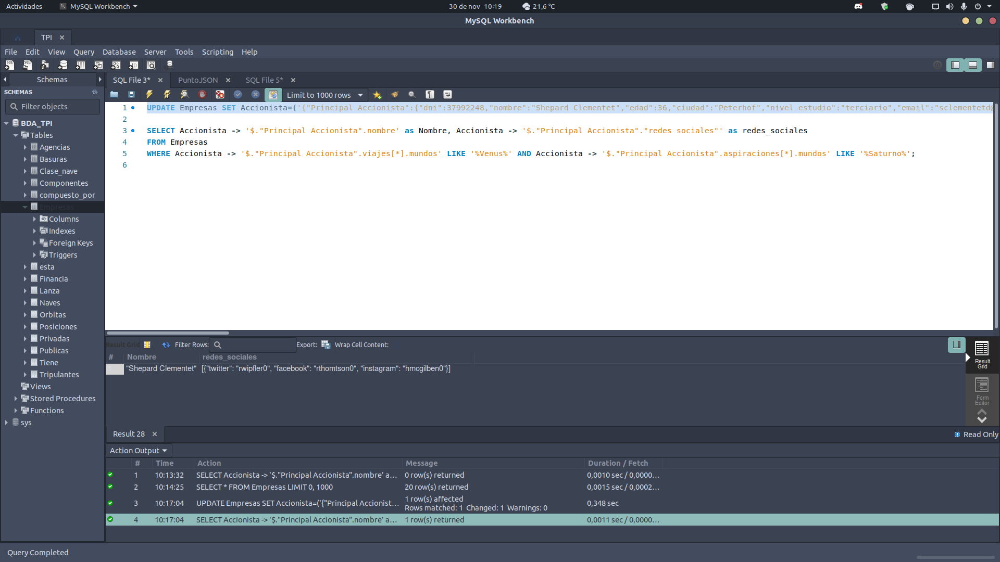 Actividades
MySQL Workbench
30 de nov 10:19
21,6 °C
MySQL Workbench
TPI
File Edit View Query Database Server Tools Scripting Help
Schemas
SQL File 3*
PuntoJSON
SQL File 5*
SCHEMAS
Limit to 1000 rows
Filter objects
BDA_TPI
Tables
Agencias
Basuras
Clase_nave
Componentes
compuesto_por
Empresas
Columns
Indexes
Foreign Keys
Triggers
esta
Financia
Lanza
Naves
Orbitas
Posiciones
Privadas
Publicas
Tiene
Tripulantes
Views
Stored Procedures
Functions
sys
1 UPDATE Empresas SET Accionista=('{"Principal Accionista":{"dni":37992248,"nombre":"Shepard Clementet","edad":36,"ciudad":"Peterhof","nivel estudio":"terciario","email":"sclementetd@
2
3 SELECT Accionista -> '$."Principal Accionista".nombre' as Nombre, Accionista -> '$."Principal Accionista"."redes sociales"' as redes_sociales
4 FROM Empresas
5 WHERE Accionista -> '$."Principal Accionista".viajes[*].mundos' LIKE '%Venus%' AND Accionista -> '$."Principal Accionista".aspiraciones[*].mundos' LIKE '%Saturno%';
6
Result Grid
Filter Rows:
Export:
Wrap Cell Content:
# Nombre redes_sociales
"Shepard Clementet" [{"twitter": "rwipfler0", "facebook": "rthomtson0", "instagram": "hmcgilben0"}]
Result Grid
Form Editor
Result 28
Read Only
Action Output
# Time Action Message Duration / Fetch
1 10:13:32 SELECT Accionista -> '$."Principal Accionista".nombre' a... 0 row(s) returned 0,0010 sec / 0,0000...
2 10:14:25 SELECT * FROM Empresas LIMIT 0, 1000 20 row(s) returned 0,0015 sec / 0,0002...
3 10:17:04 UPDATE Empresas SET Accionista=('{"Principal Accionist... 1 row(s) affected
Rows matched: 1 Changed: 1 Warnings: 0 0,348 sec
4 10:17:04 SELECT Accionista -> '$."Principal Accionista".nombre' a... 1 row(s) returned 0,0011 sec / 0,0000...
Query Completed